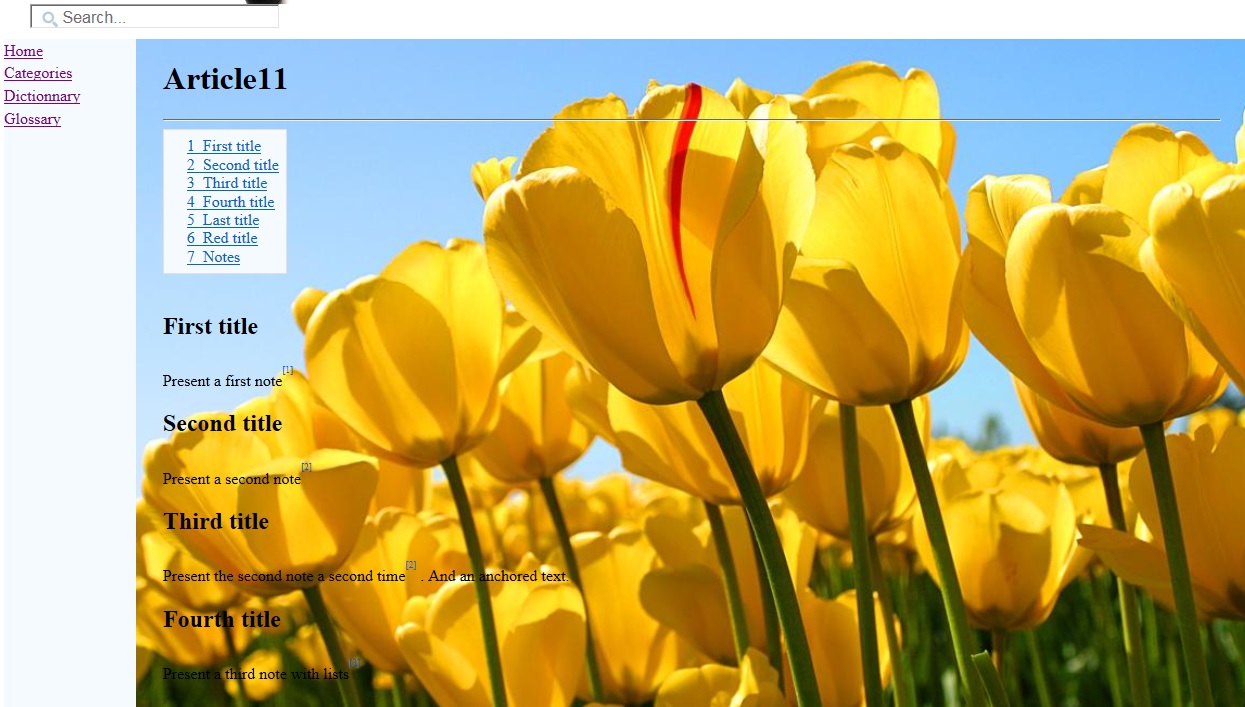 Search...
Home
Categories
Dictionnary
Glossary
Article11
1 First title
2 Second title
3 Third title
4 Fourth title
5 Last title
6 Red title
7 Notes
First title
Present a first note[1]
Second title
Present a second note[2]
Third title
Present the second note a second time[2] . And an anchored text.
Fourth title
Present a third note with lists